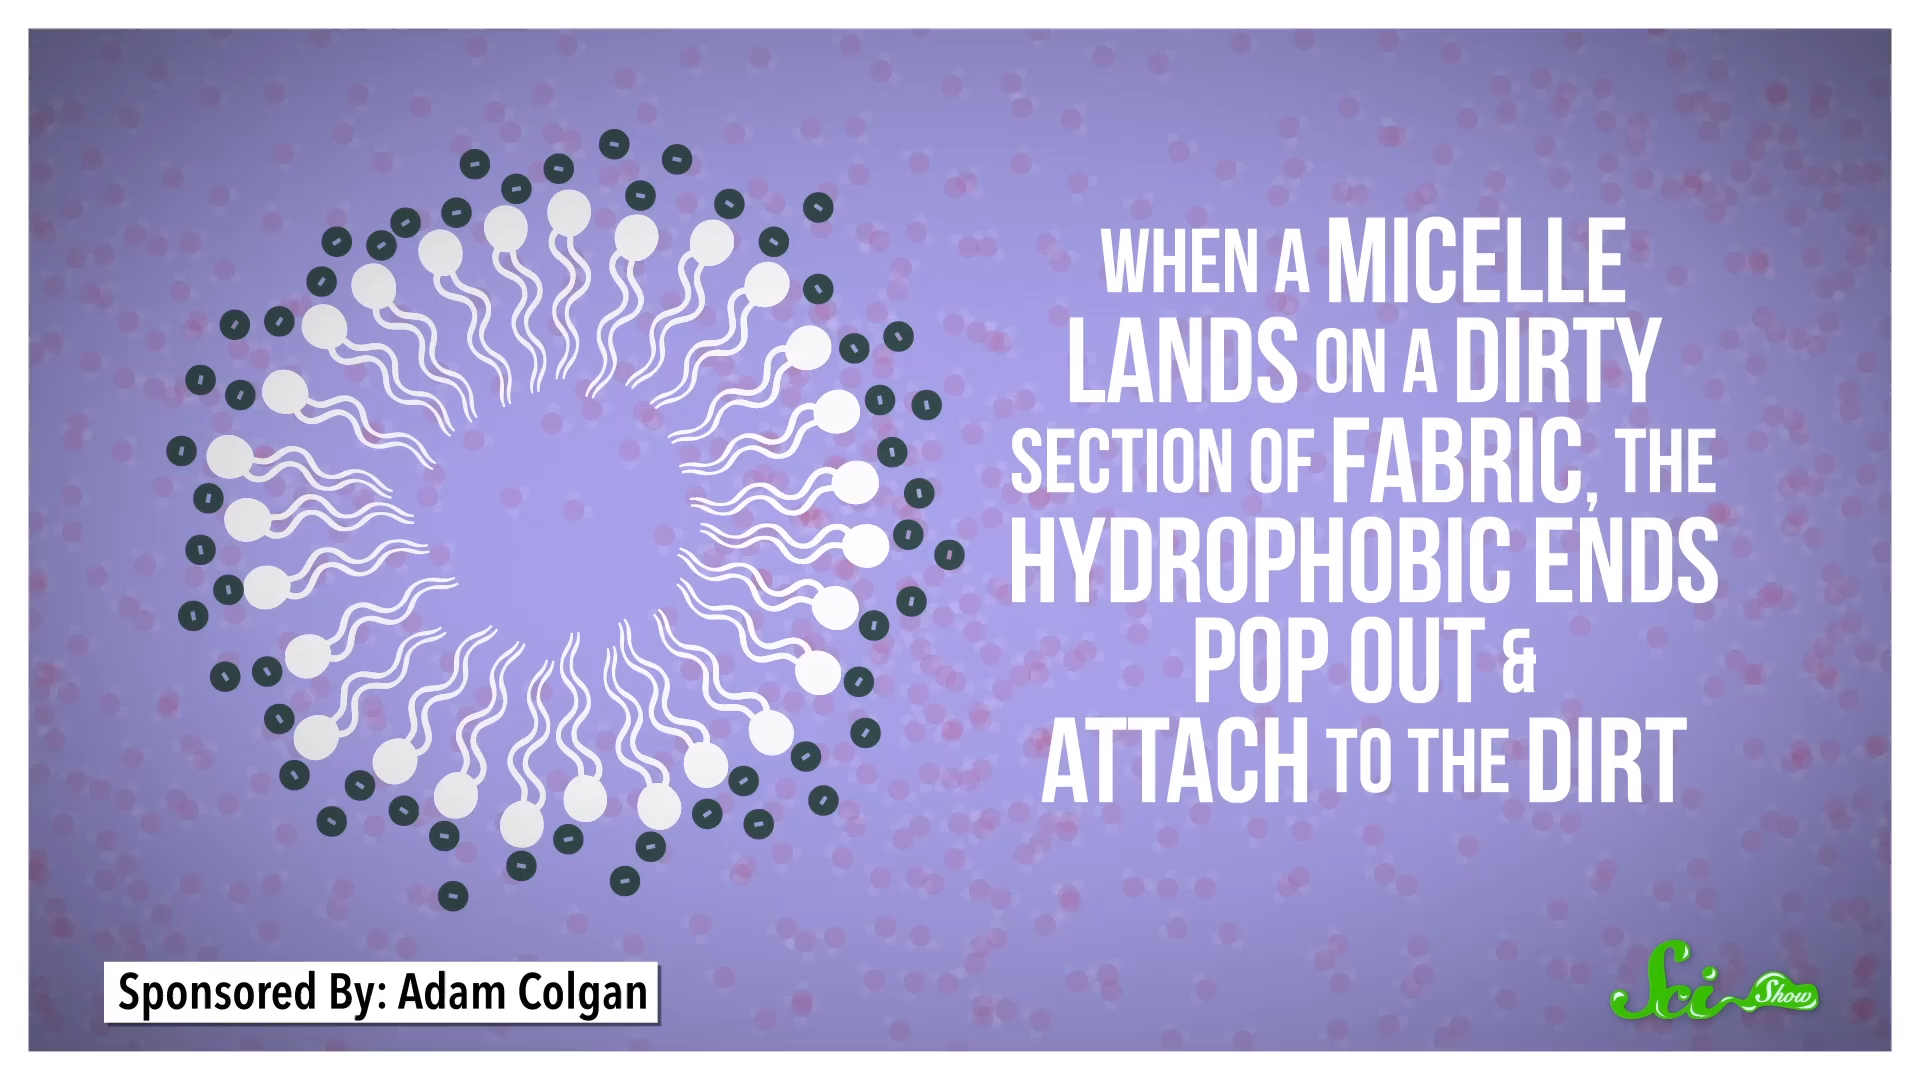 WHEN A MICELLE
LANDS ON A DIRTY
SECTION OF FABRIC, THE
HYDROPHOBIC ENDS
POP OUT &
ATTACH TO THE DIRT
Sponsored By: Adam Colgan
Sci Show